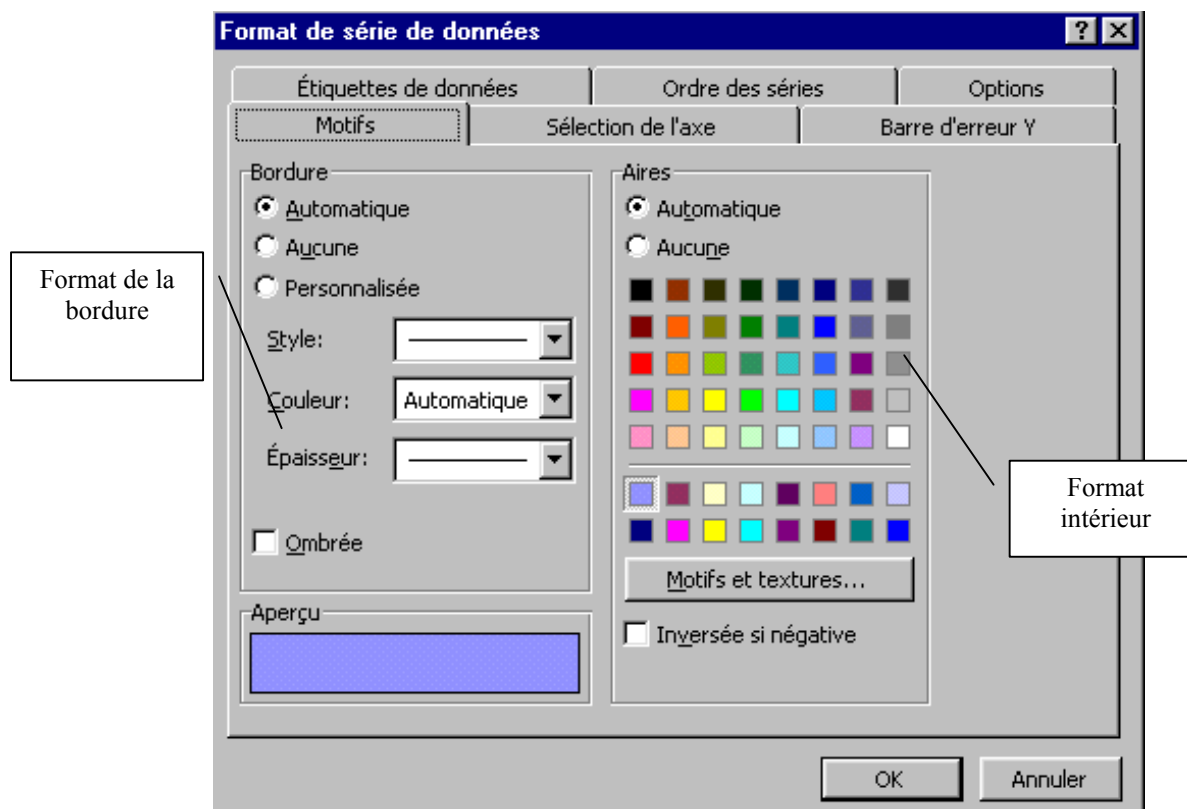 Format de série de données
Étiquettes de données
Ordre des séries
Options
Motifs
Sélection de l'axe
Barre d'erreur Y
Bordure
Automatique
Aucune
Personnalisée
Style:
Couleur:
Automatique
Épaisseur:
Ombrée
Aperçu
Aires
Automatique
Aucune
Motifs et textures...
Inversée si négative
OK
Annuler
Format de la
bordure
Format
intérieur